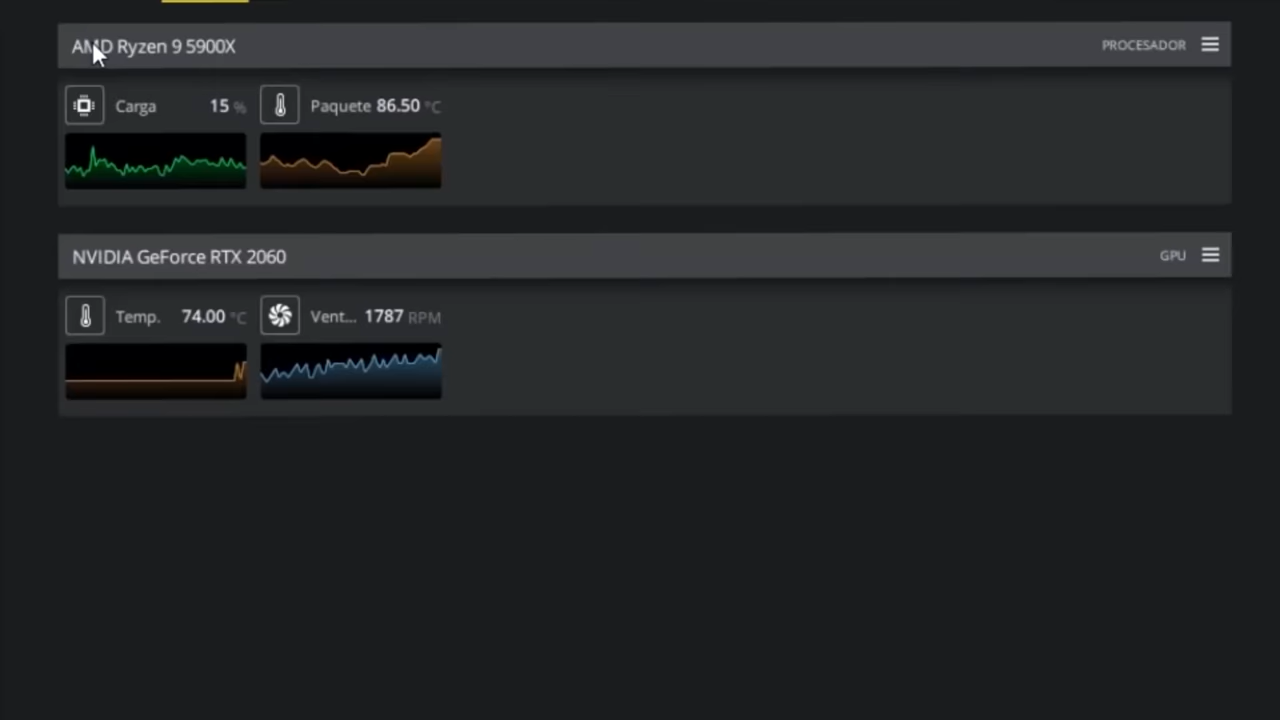 AMD Ryzen 9 5900X PROCESADOR
Carga 15 % Paquete 86.50 °C
NVIDIA GeForce RTX 2060 GPU
Temp. 74.00 °C Vent... 1787 RPM